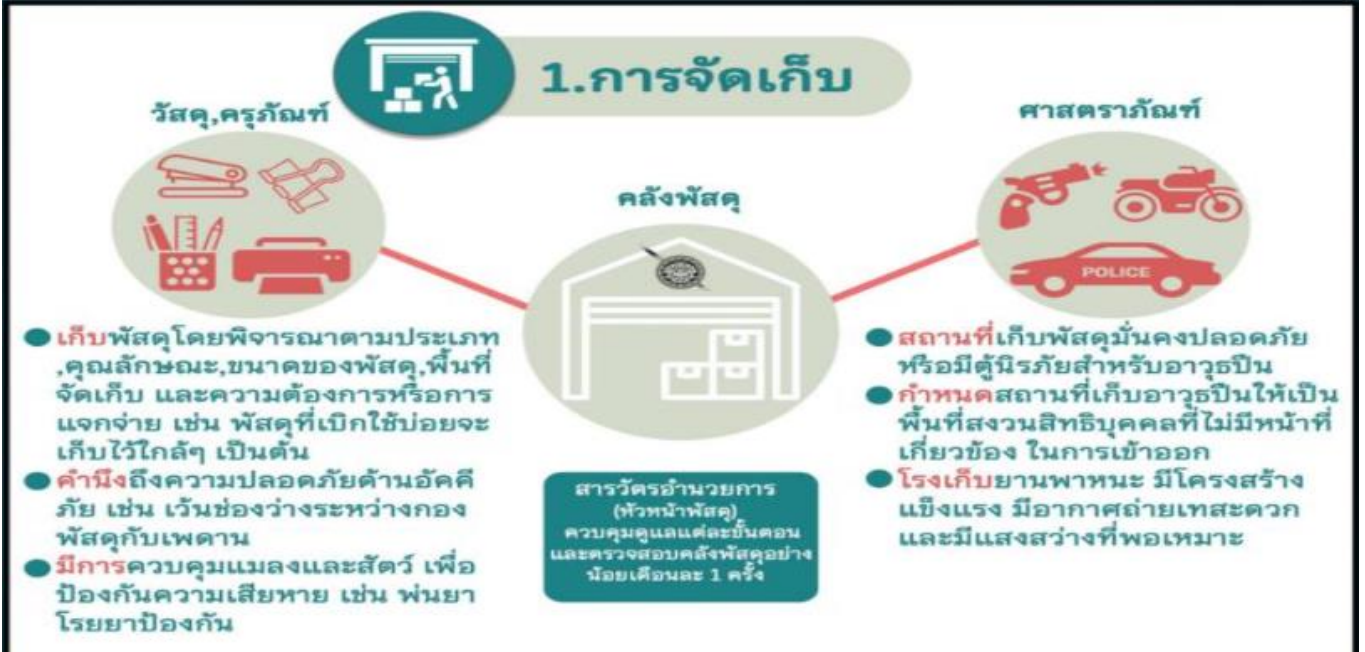 1.การจัดเก็บ
วัสดุ,ครุภัณฑ์
เก็บพัสดุโดยพิจารณาตามประเภท
,คุณลักษณะ,ขนาดของพัสดุ,พื้นที่
จัดเก็บ และความต้องการหรือการ
แจกจ่าย เช่น พัสดุที่เบิกใช้บ่อยจะ
เก็บไว้ใกล้ๆ เป็นต้น
คำนึงถึงความปลอดภัยด้านอัคคี
ภัย เช่น เว้นช่องว่างระหว่างกอง
พัสดุกับเพดาน
มีการควบคุมแมลงและสัตว์ เพื่อ
ป้องกันความเสียหาย เช่น พ่นยา
โรยยาป้องกัน
คลังพัสดุ
สารวัตรอำนวยการ
(หัวหน้าพัสดุ)
ควบคุมดูแลแต่ละขั้นตอน
และตรวจสอบคลังพัสดุอย่าง
น้อยเดือนละ 1 ครั้ง
ศาสตราภัณฑ์
POLICE
สถานที่เก็บพัสดุมั่นคงปลอดภัย
หรือมีตู้นิรภัยสำหรับอาวุธปืน
กำหนดสถานที่เก็บอาวุธปืนให้เป็น
พื้นที่สงวนสิทธิบุคคลที่ไม่มีหน้าที่
เกี่ยวข้อง ในการเข้าออก
โรงเก็บยานพาหนะ มีโครงสร้าง
แข็งแรง มีอากาศถ่ายเทสะดวก
และมีแสงสว่างที่พอเหมาะ